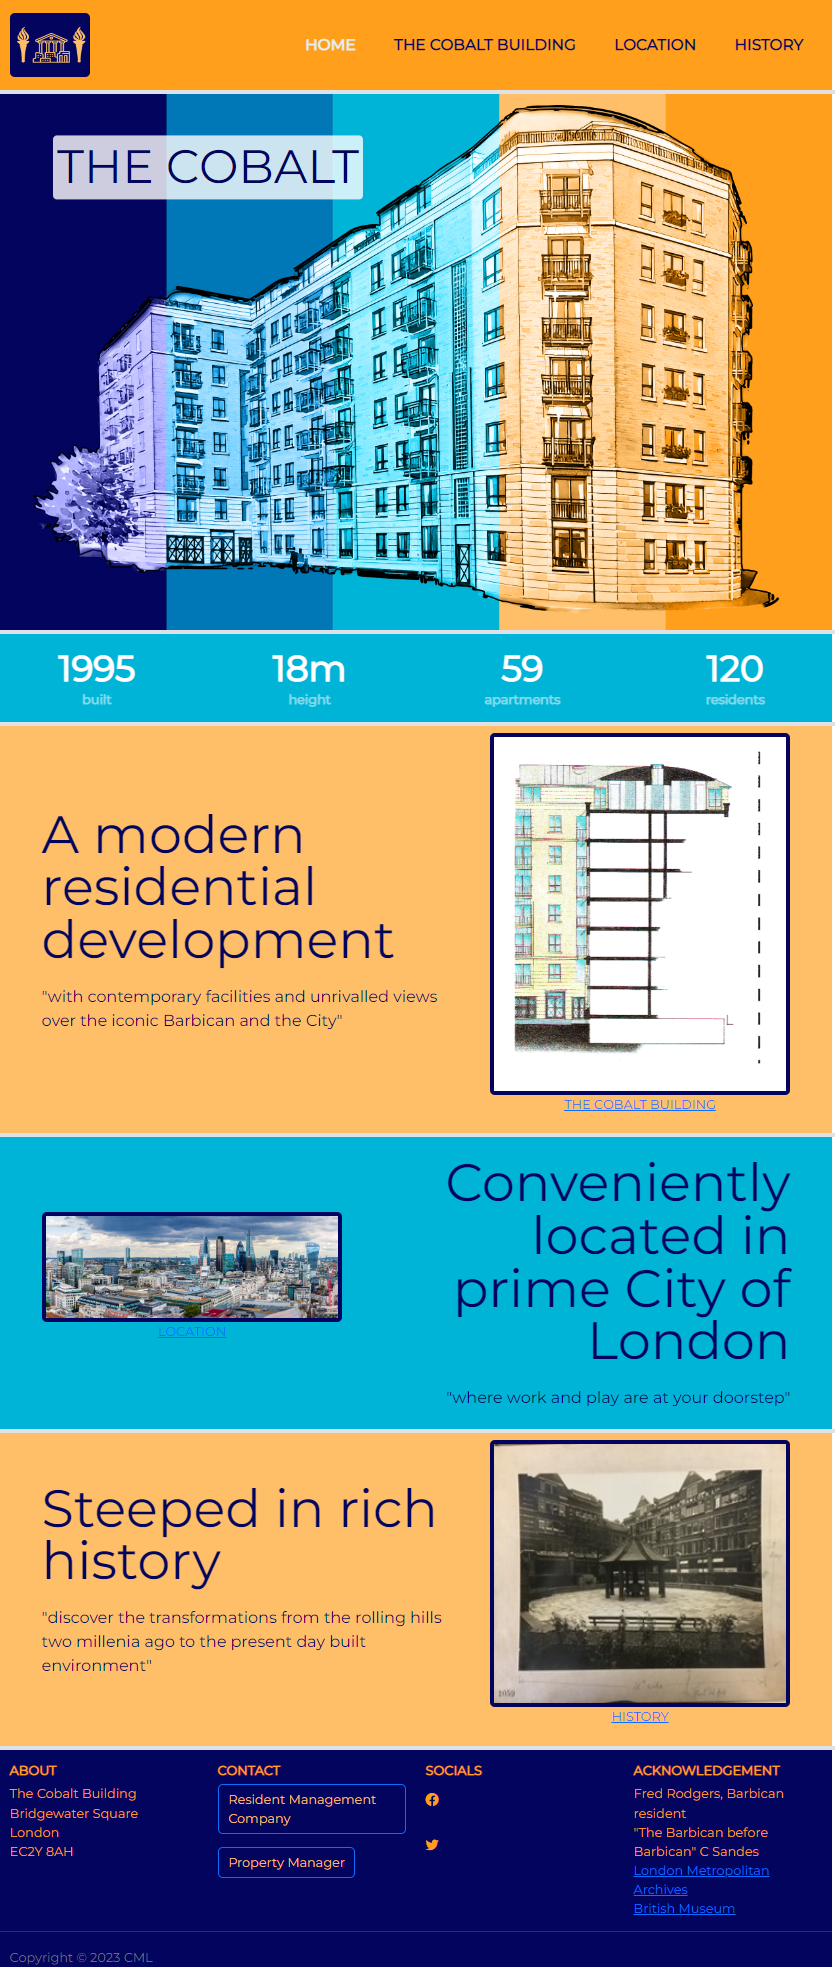 HOME THE COBALT BUILDING LOCATION HISTORY
THE COBALT
1995 18m 59 120
built height apartments residents
A modern
residential
development
"with contemporary facilities and unrivalled views
over the iconic Barbican and the City"
L
THE COBALT BUILDING
Conveniently
located in
prime City of
London
"where work and play are at your doorstep"
LOCATION
Steeped in rich
history
"discover the transformations from the rolling hills
two millenia ago to the present day built
environment"
1059
HISTORY
ABOUT
The Cobalt Building
Bridgewater Square
London
EC2Y 8AH
CONTACT
Resident Management
Company
Property Manager
SOCIALS
ACKNOWLEDGEMENT
Fred Rodgers, Barbican
resident
"The Barbican before
Barbican" C Sandes
London Metropolitan
Archives
British Museum
Copyright © 2023 CML